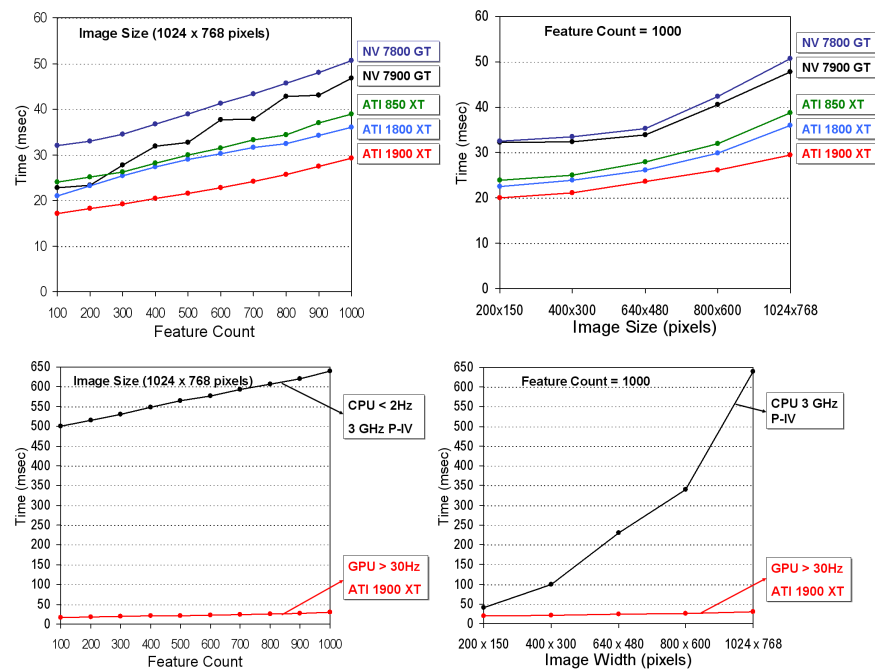 Image Size (1024 x 768 pixels)
60
50
40
30
20
10
0
Time (msec)
100 200 300 400 500 600 700 800 900 1000
Feature Count
NV 7800 GT
NV 7900 GT
ATI 850 XT
ATI 1800 XT
ATI 1900 XT
Feature Count = 1000
60
50
40
30
20
10
0
Time (msec)
200x150 400x300 640x480 800x600 1024x768
Image Size (pixels)
NV 7800 GT
NV 7900 GT
ATI 850 XT
ATI 1800 XT
ATI 1900 XT
Image Size (1024 x 768 pixels)
650
600
550
500
450
400
350
300
250
200
150
100
50
0
Time (msec)
100 200 300 400 500 600 700 800 900 1000
Feature Count
CPU < 2Hz
3 GHz P-IV
GPU > 30Hz
ATI 1900 XT
Feature Count = 1000
650
600
550
500
450
400
350
300
250
200
150
100
50
0
Time (msec)
200 x 150 400 x 300 640 x 480 800 x 600 1024 x 768
Image Width (pixels)
CPU 3 GHz
P-IV
GPU > 30Hz
ATI 1900 XT